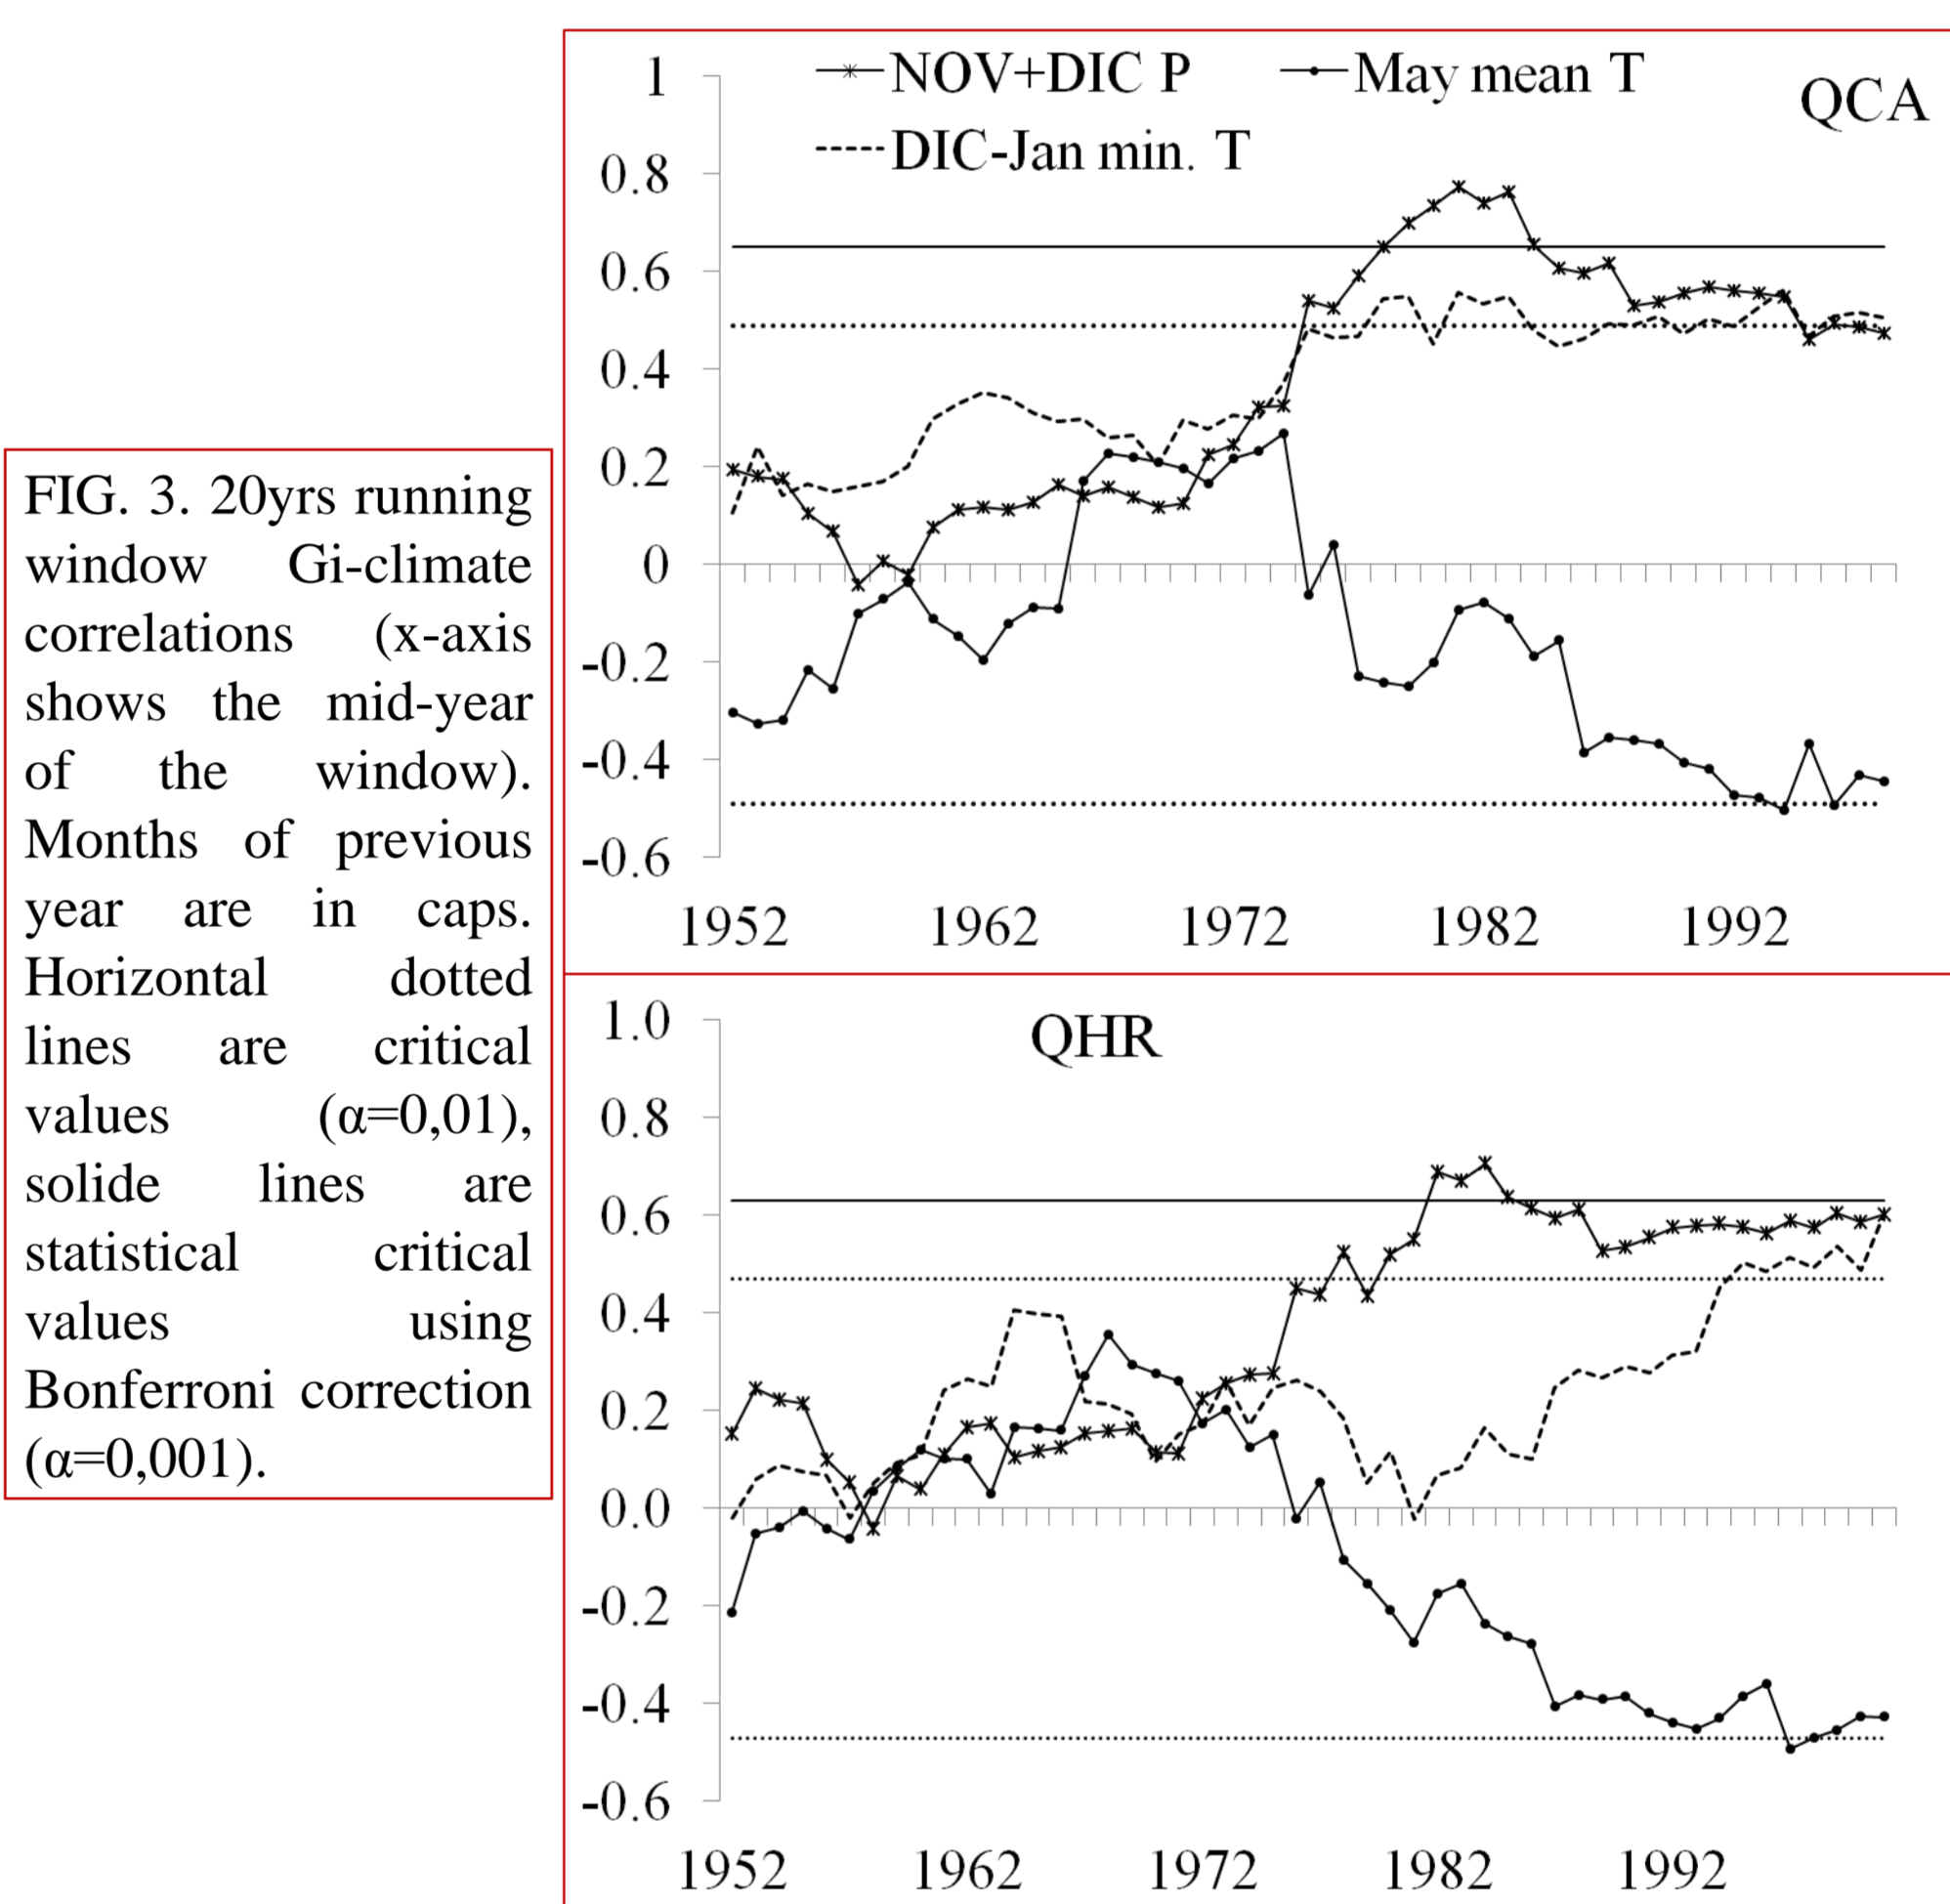 FIG. 3. 20yrs running
window Gi-climate
correlations (x-axis
shows the mid-year
of the window).
Months of previous
year are in caps.
Horizontal dotted
lines are critical
values (α=0,01),
solide lines are
statistical critical
values using
Bonferroni correction
(α=0,001).
NOV+DIC P May mean T
DIC-Jan min. T
QCA
1
0.8
0.6
0.4
0.2
0
-0.2
-0.4
-0.6
1952 1962 1972 1982 1992
QHR
1.0
0.8
0.6
0.4
0.2
0.0
-0.2
-0.4
-0.6
1952 1962 1972 1982 1992